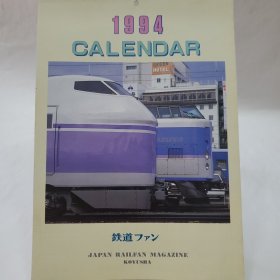 1994
CALENDAR
鉄道ファン
JAPAN RAILFAN MAGAZINE
KOYUSHA